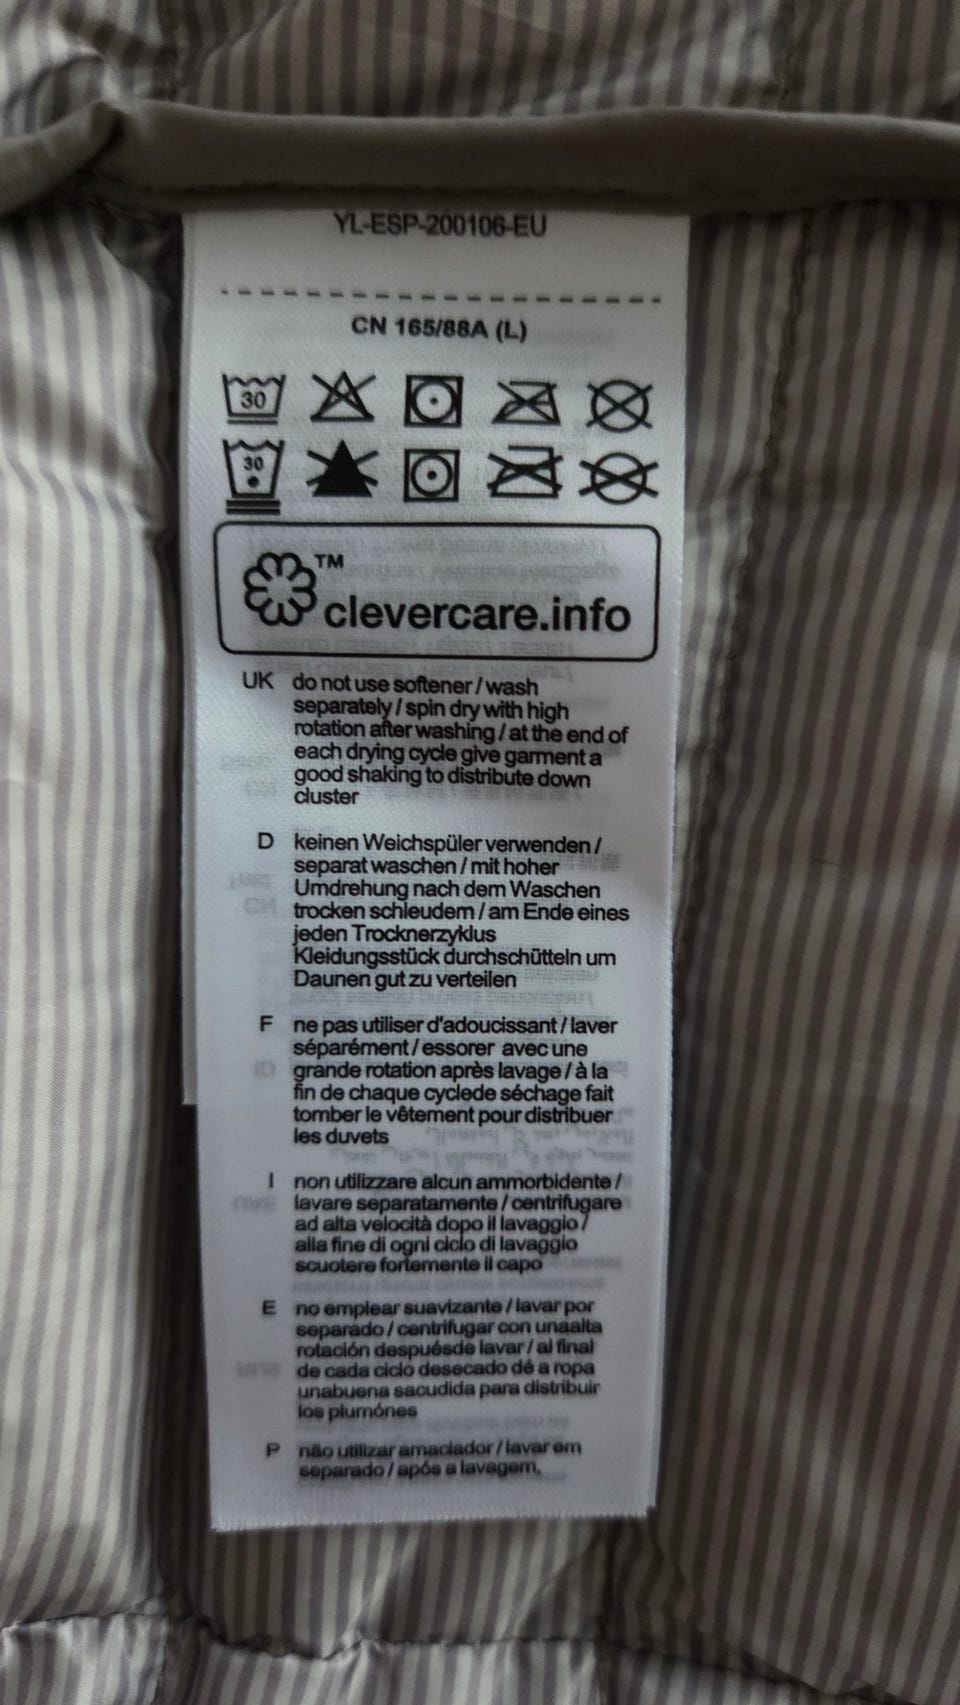 YL-ESP-200106-EU
CN 165/88A (L)
30
30
TM
clevercare.info
UK do not use softener / wash
separately / spin dry with high
rotation after washing / at the end of
each drying cycle give garment a
good shaking to distribute down
cluster
D keinen Weichspüler verwenden /
separat waschen / mit hoher
Umdrehung nach dem Waschen
trocken schleudern / am Ende eines
jeden Trocknerzyklus
Kleidungsstück durchschütteln um
Daunen gut zu verteilen
F ne pas utiliser d'adoucissant / laver
séparément / essorer avec une
grande rotation après lavage / à la
fin de chaque cyclede séchage fait
tomber le vêtement pour distribuer
les duvets
I non utilizzare alcun ammorbidente /
lavare separatamente / centrifugare
ad alta velocità dopo il lavaggio /
alla fine di ogni ciclo di lavaggio
scuotere fortemente il capo
E no emplear suavizante / lavar por
separado / centrifugar con unaalta
rotación despuésde lavar / al final
de cada ciclo desecado dé a ropa
unabuena sacudida para distribuir
los plumónes
P não utilizar amaciador / lavar em
separado / após a lavagem,